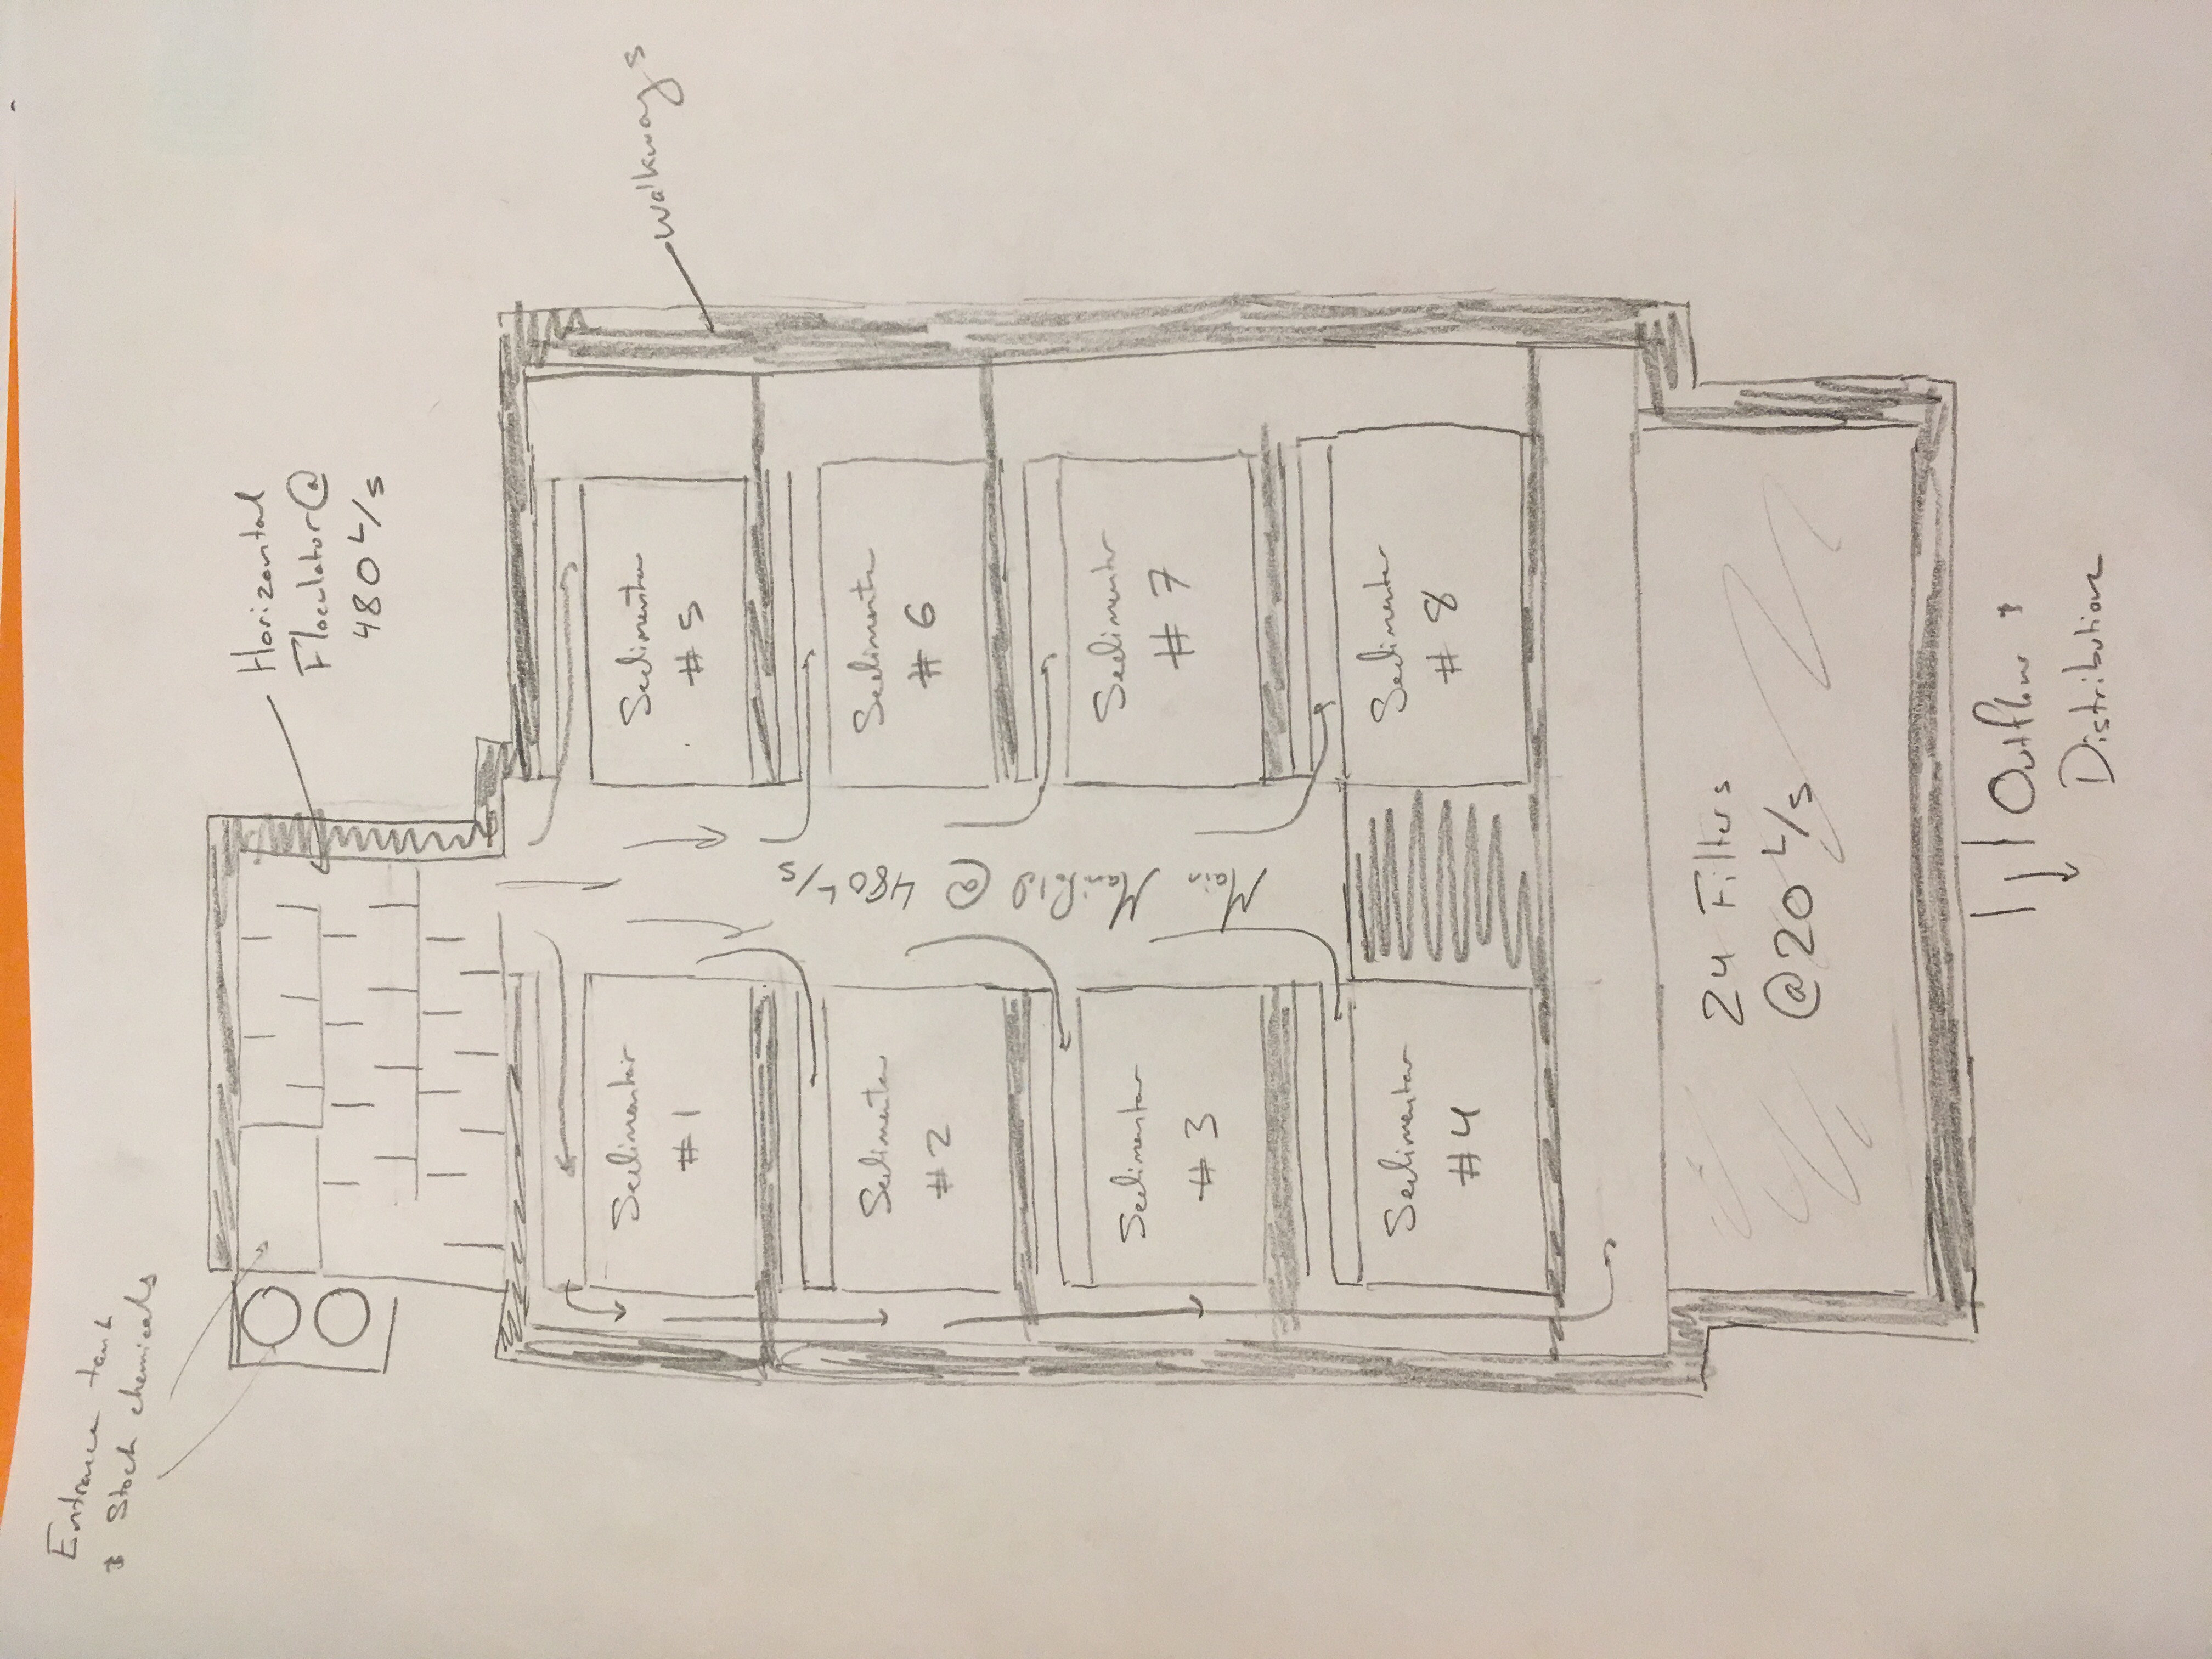 Entrance tank
& Stock chemicals
Horizontal
Floculator @
480 L/s
Walkways
Sedimentor
#1
Sedimentor
#5
Sedimentor
#2
Sedimentor
#6
Main Manifold @ 480 L/s
Sedimentor
#3
Sedimentor
#7
Sedimentor
#4
Sedimentor
#8
24 Filters
@20 L/s
Outflow &
Distribution